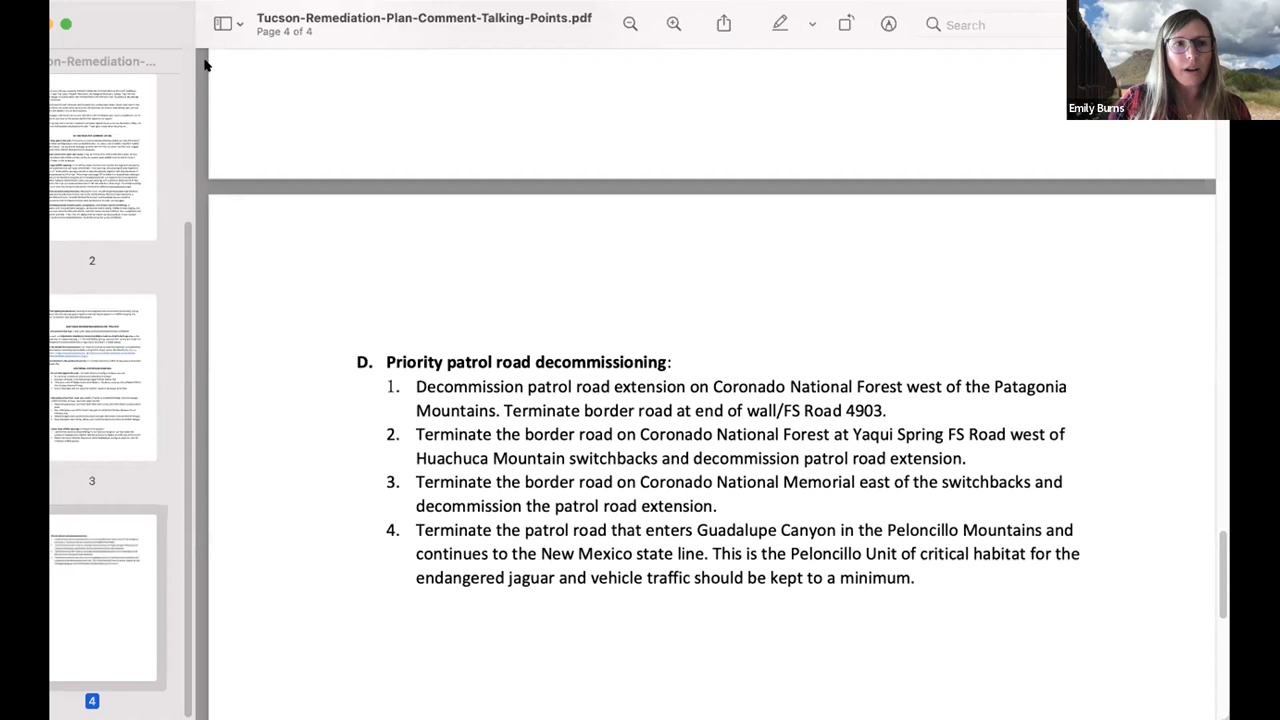 Tucson-Remediation-Plan-Comment-Talking-Points.pdf
Page 4 of 4
Search
Emily Burns
on-Remediation-...
2
3
4
D. Priority patrol road decommissioning:
1. Decommission patrol road extension on Coronado National Forest west of the Patagonia
Mountains, terminate border road at end of Wall/FS Road 4903.
2. Terminate the border road on Coronado National Forest at Yaqui Spring FS Road west of
Huachuca Mountain switchbacks and decommission patrol road extension.
3. Terminate the border road on Coronado National Memorial east of the switchbacks and
decommission the patrol road extension.
4. Terminate patrol road that enters Guadalupe Canyon in the Peloncillo Mountains and
continues to the New Mexico state line. This is the Peloncillo Unit of critical habitat for the
endangered jaguar and vehicle traffic should be kept to a minimum.